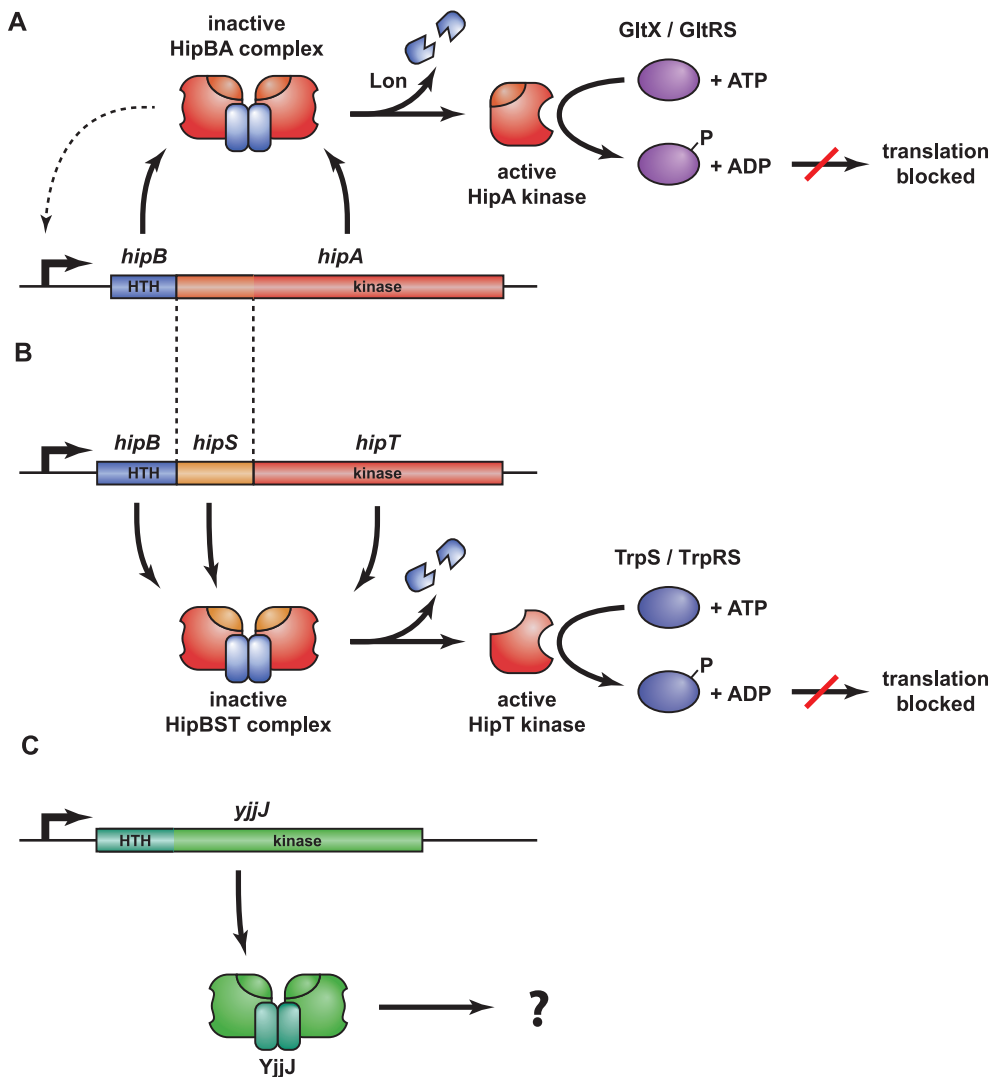 A
inactive
HipBA complex
Lon
GltX / GltRS
+ ATP
P
+ ADP
active
HipA kinase
translation
blocked
hipB
hipA
HTH
kinase
B
hipB
hipS
hipT
HTH
kinase
TrpS / TrpRS
+ ATP
P
+ ADP
inactive
HipBST complex
active
HipT kinase
translation
blocked
C
yjjJ
HTH
kinase
?
YjjJ